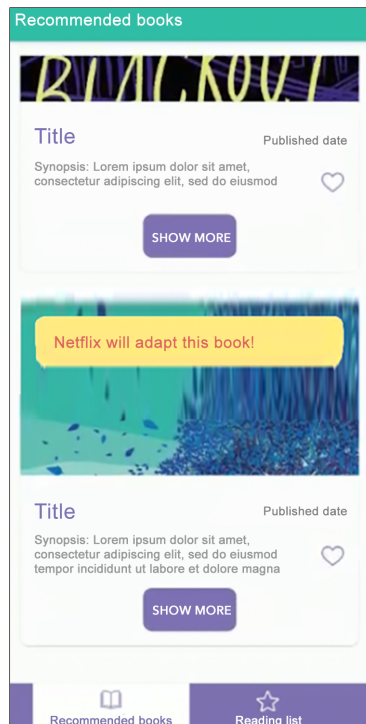 Recommended books
BLACKOUT
Title
Published date
Synopsis: Lorem ipsum dolor sit amet,
consectetur adipiscing elit, sed do eiusmod
SHOW MORE
Netflix will adapt this book!
Title
Published date
Synopsis: Lorem ipsum dolor sit amet,
consectetur adipiscing elit, sed do eiusmod
tempor incididunt ut labore et dolore magna
SHOW MORE
Recommended books
Reading list